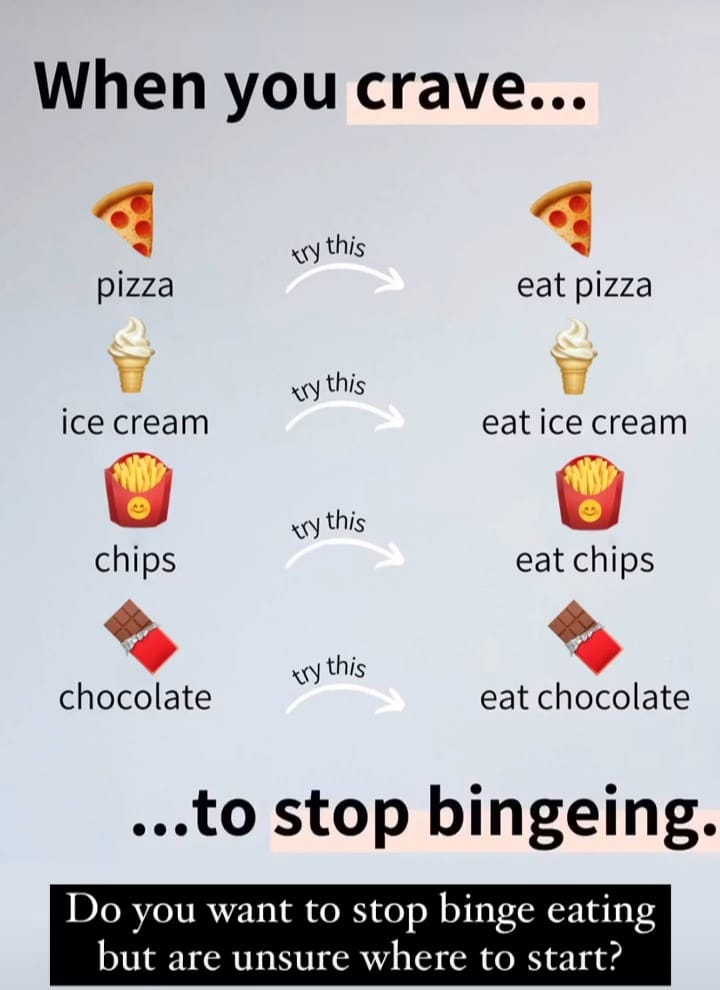 When you crave...
try this
pizza
eat pizza
try this
ice cream
eat ice cream
try this
chips
eat chips
try this
chocolate
eat chocolate
...to stop bingeing.
Do you want to stop binge eating
but are unsure where to start?